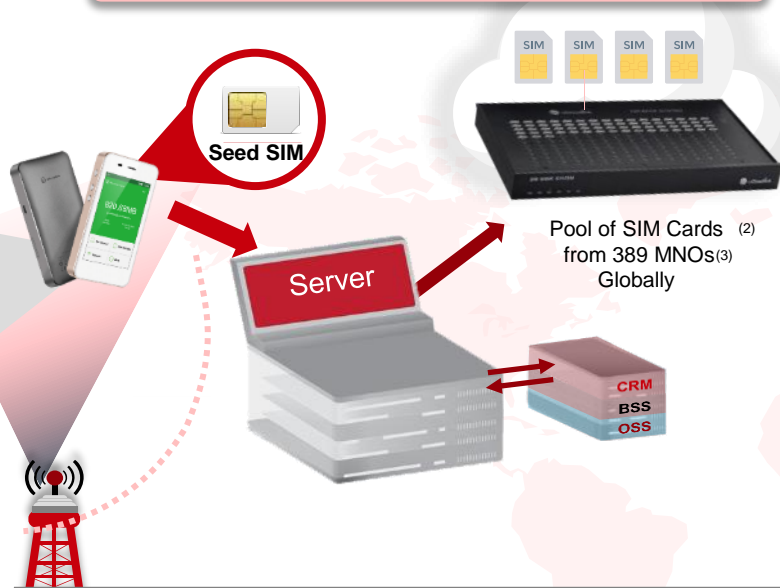 SIM SIM SIM SIM
Seed SIM
Server
Pool of SIM Cards (2)
from 389 MNOs(3)
Globally
CRM
BSS
OSS